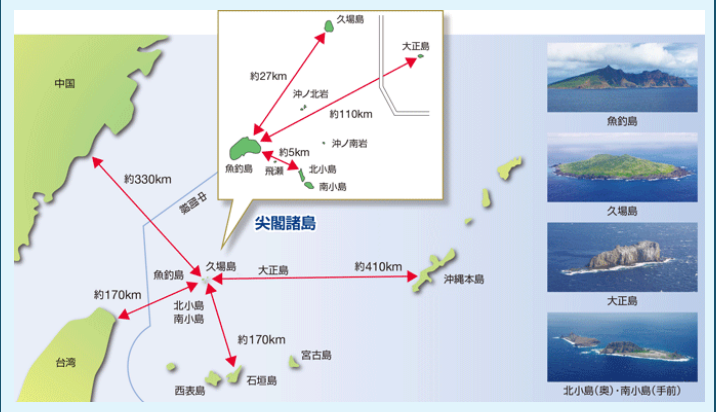 久場島
大正島
約27km
沖ノ北岩
約110km
沖ノ南岩
約5km
魚釣島
飛瀬
北小島
南小島
中国
約330km
中間線
尖閣諸島
久場島
魚釣島
大正島
約410km
沖縄本島
約170km
北小島
南小島
約170km
台湾
宮古島
石垣島
西表島
魚釣島
久場島
大正島
北小島(奥)・南小島(手前)